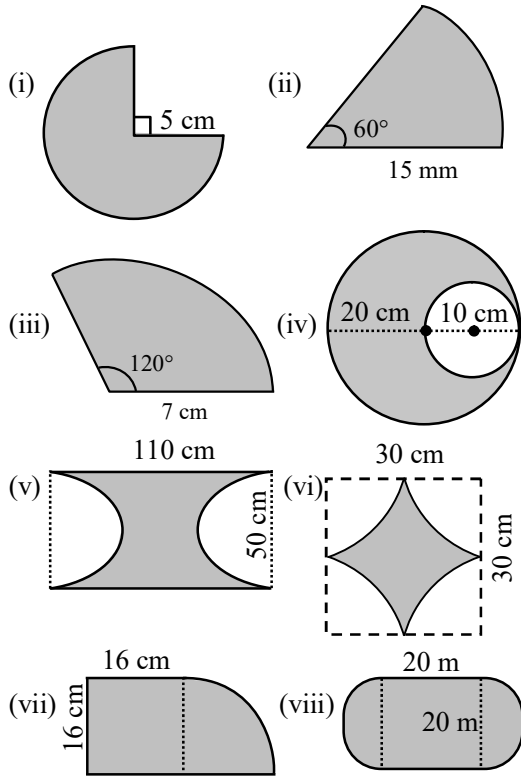 (i)
5 cm
(ii)
60°
15 mm
(iii)
120°
7 cm
(iv)
20 cm
10 cm
(v)
110 cm
50 cm
(vi)
30 cm
30 cm
(vii)
16 cm
16 cm
(viii)
20 m
20 m